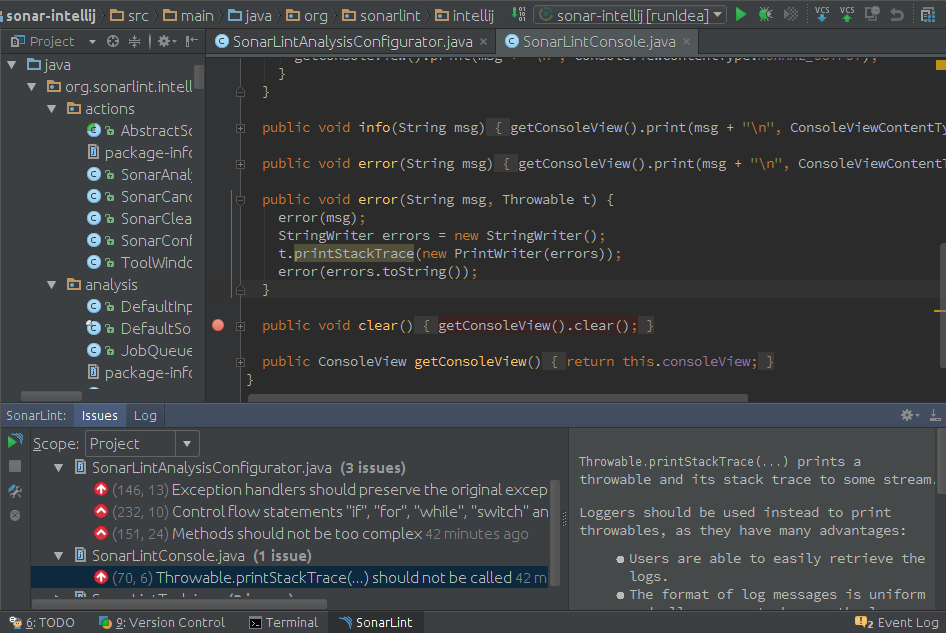 sonar-intellij src main java org sonarlint intellij sonar-intellij [runIdea] VCS VCS
Project SonarLintAnalysisConfigurator.java SonarLintConsole.java
java
org.sonarlint.intell
actions
AbstractSc
package-info
SonarAnaly
SonarCanc
SonarClea
SonarConf
ToolWindo
analysis
DefaultInp
DefaultSo
JobQueue
package-info
}
}
public void info(String msg) { getConsoleView().print(msg + "\n", ConsoleViewContentTy
public void error(String msg) { getConsoleView().print(msg + "\n", ConsoleViewContentT
public void error(String msg, Throwable t) {
error(msg);
StringWriter errors = new StringWriter();
t.printStackTrace(new PrintWriter(errors));
error(errors.toString());
}
public void clear() { getConsoleView().clear(); }
public ConsoleView getConsoleView() { return this.consoleView; }
}
SonarLint: Issues Log
Scope: Project
SonarLintAnalysisConfigurator.java (3 issues)
(146, 13) Exception handlers should preserve the original excep
(232, 10) Control flow statements "if", "for", "while", "switch" an
(151, 24) Methods should not be too complex 42 minutes ago
SonarLintConsole.java (1 issue)
(70, 6) Throwable.printStackTrace(...) should not be called 42 m
Throwable.printStackTrace(...) prints a
throwable and its stack trace to some stream.
Loggers should be used instead to print
throwables, as they have many advantages:
Users are able to easily retrieve the
logs.
The format of log messages is uniform
6: TODO 9: Version Control Terminal SonarLint 2 Event Log